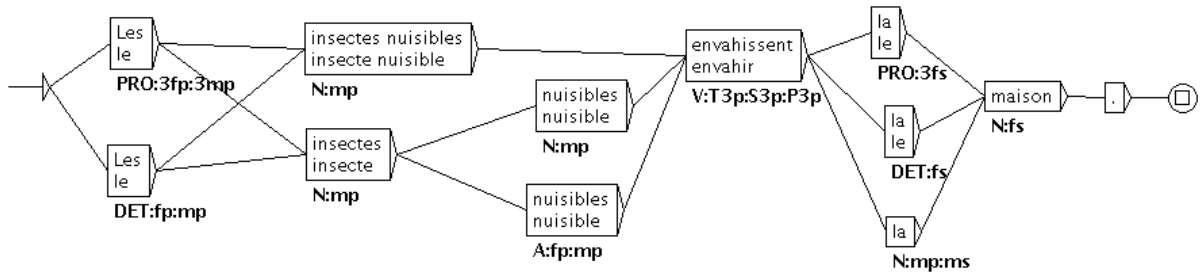 Les
le
PRO:3fp:3mp
Les
le
DET:fp:mp
insectes nuisibles
insecte nuisible
N:mp
insectes
insecte
N:mp
nuisibles
nuisible
N:mp
nuisibles
nuisible
A:fp:mp
envahissent
envahir
V:T3p:S3p:P3p
la
le
PRO:3fs
la
le
DET:fs
la
N:mp:ms
maison
N:fs
.